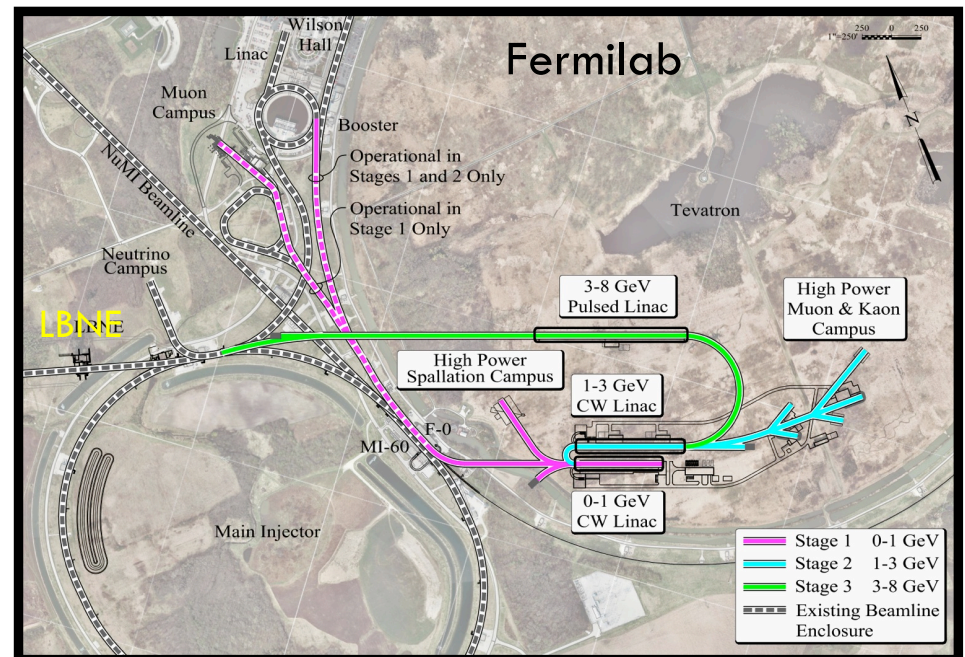 Wilson
Hall
Linac
Fermilab
250 0 250
1"=250'
N
Muon
Campus
Booster
Operational in
Stages 1 and 2 Only
NuMI Beamline
Operational in
Stage 1 Only
Tevatron
Neutrino
Campus
3-8 GeV
Pulsed Linac
High Power
Muon & Kaon
Campus
LBNE
LBNE
High Power
Spallation Campus
1-3 GeV
CW Linac
F-0
MI-60
0-1 GeV
CW Linac
Main Injector
Stage 1 0-1 GeV
Stage 2 1-3 GeV
Stage 3 3-8 GeV
Existing Beamline
Enclosure